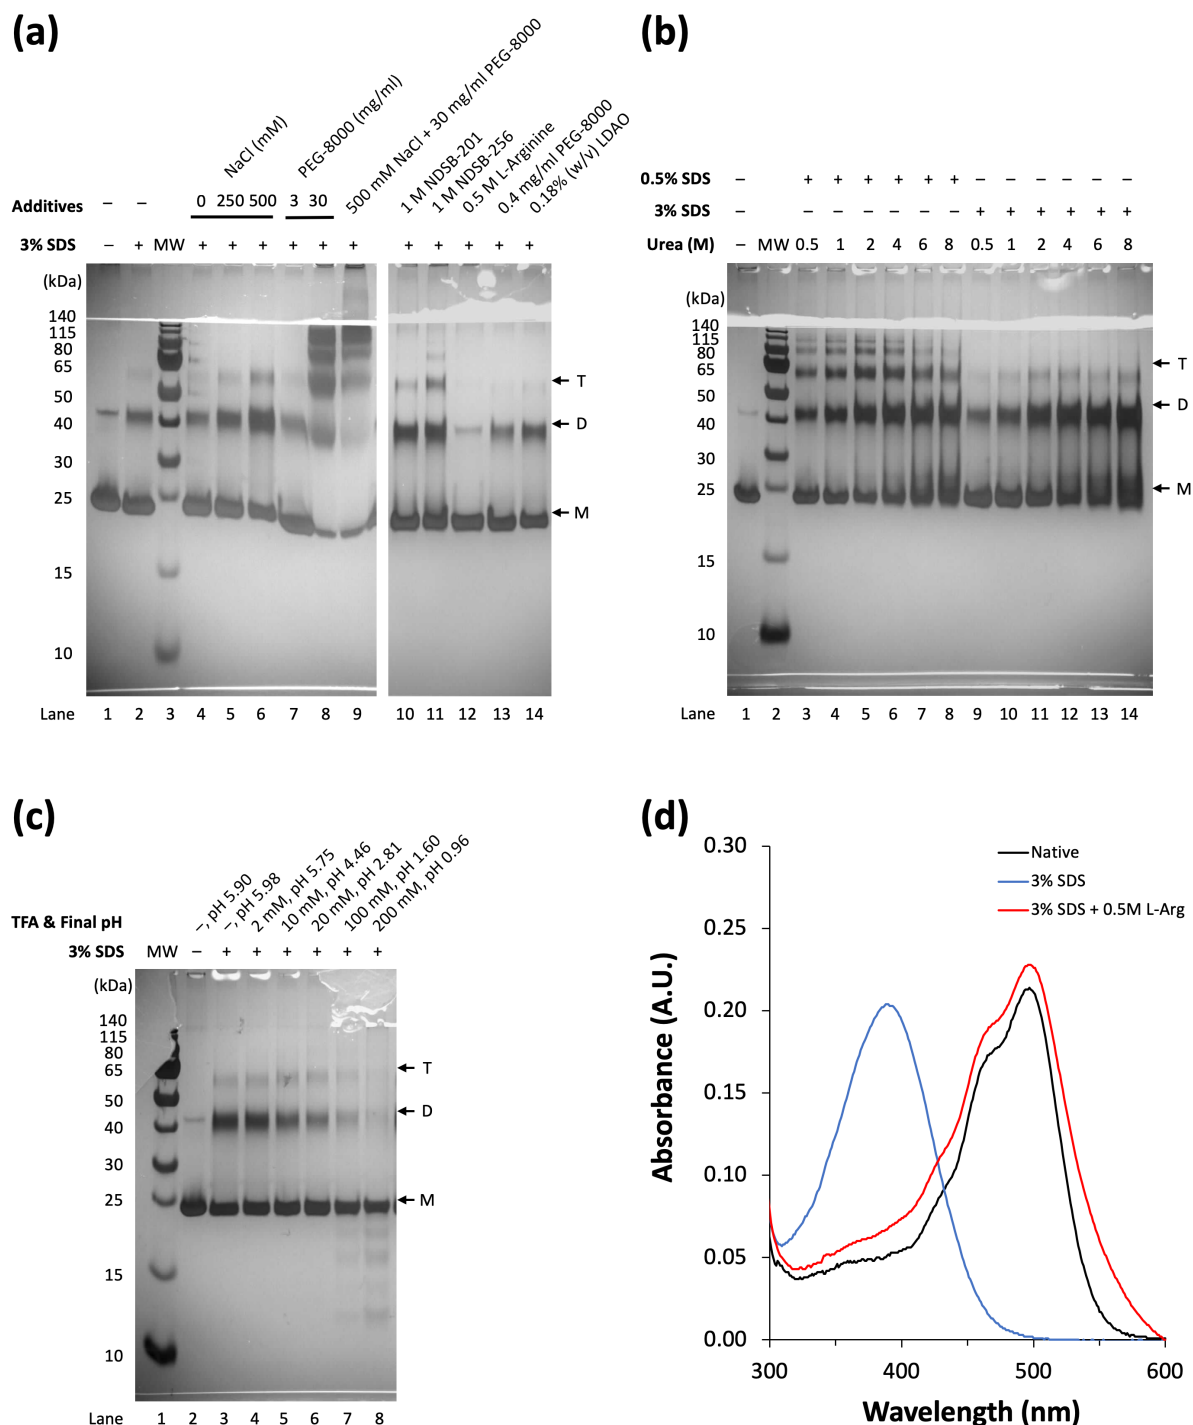 (a)
NaCl (mM)
PEG-8000 (mg/ml)
500 mM NaCl + 30 mg/ml PEG-8000
1 M NDSB-201
1 M NDSB-256
0.5 M L-Arginine
0.4 mg/ml PEG-8000
0.18% (w/v) LDAO
Additives – – 0 250 500 3 30
3% SDS – + MW + + + + + + + + + + +
(kDa)
140
115
80
65
50
40
30
25
15
10
T
D
M
Lane 1 2 3 4 5 6 7 8 9 10 11 12 13 14
(b)
0.5% SDS – + + + + + + – – – – – –
3% SDS – – – – – – – + + + + + +
Urea (M) – MW 0.5 1 2 4 6 8 0.5 1 2 4 6 8
(kDa)
140
115
80
65
50
40
30
25
15
10
T
D
M
Lane 1 2 3 4 5 6 7 8 9 10 11 12 13 14
(c)
–, pH 5.90
–, pH 5.98
2 mM, pH 5.75
10 mM, pH 4.46
20 mM, pH 2.81
100 mM, pH 1.60
200 mM, pH 0.96
TFA & Final pH
3% SDS MW – + + + + + +
(kDa)
140
115
80
65
50
40
30
25
15
10
T
D
M
Lane 1 2 3 4 5 6 7 8
(d)
Absorbance (A.U.)
0.30
0.25
0.20
0.15
0.10
0.05
0.00
Native
3% SDS
3% SDS + 0.5M L-Arg
300 400 500 600
Wavelength (nm)